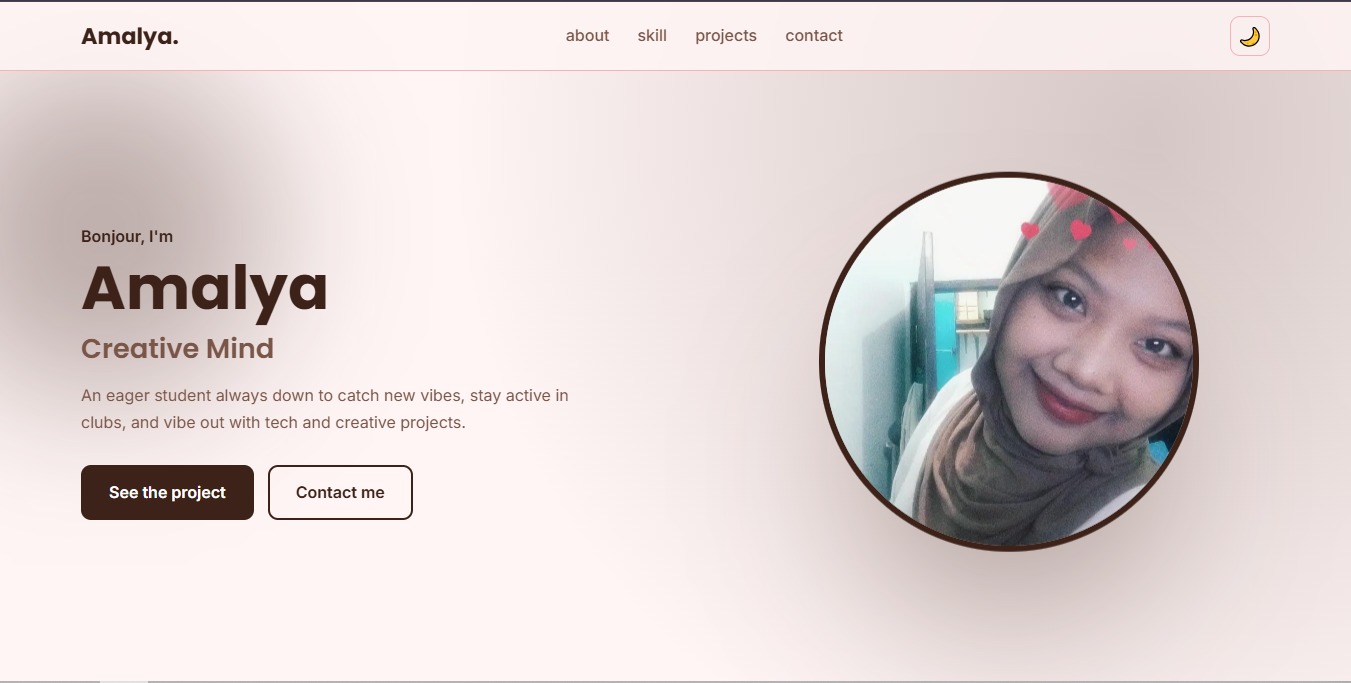 Amalya.
about skill projects contact
Bonjour, I'm
Amalya
Creative Mind
An eager student always down to catch new vibes, stay active in
clubs, and vibe out with tech and creative projects.
See the project Contact me